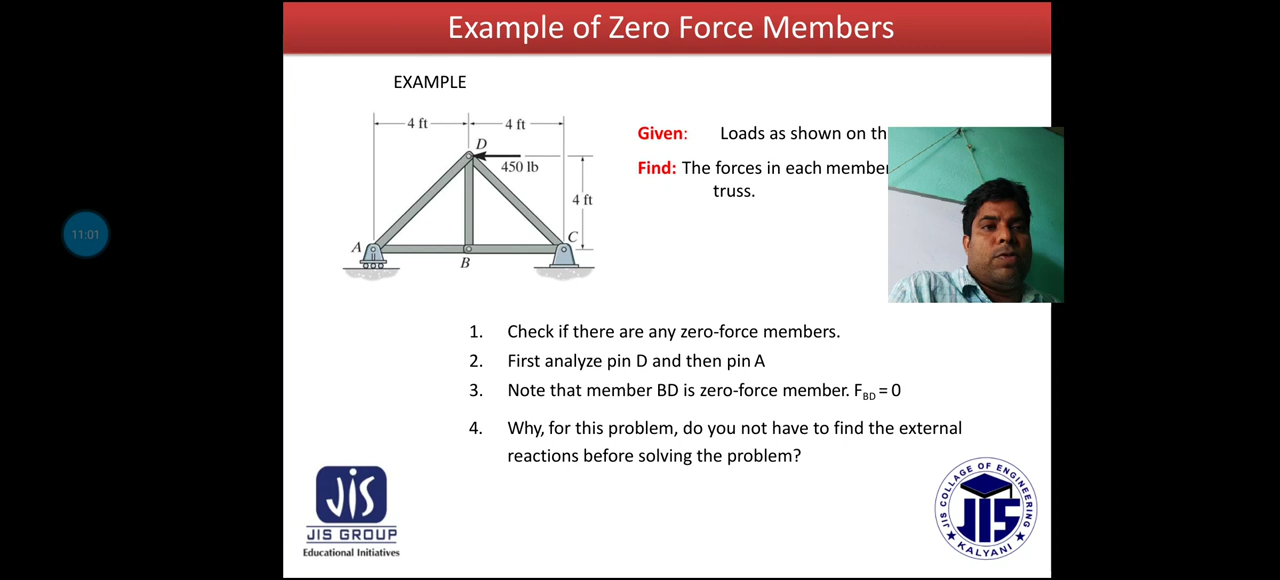 Example of Zero Force Members
EXAMPLE
4 ft
4 ft
D
450 lb
4 ft
A
B
C
Given: Loads as shown on th
Find: The forces in each member
truss.
11:01
1. Check if there are any zero-force members.
2. First analyze pin D and then pin A
3. Note that member BD is zero-force member. FBD = 0
4. Why, for this problem, do you not have to find the external
reactions before solving the problem?
JIS
JIS GROUP
Educational Initiatives
JIS COLLAGE OF ENGINEERING
JIS
KALYANI